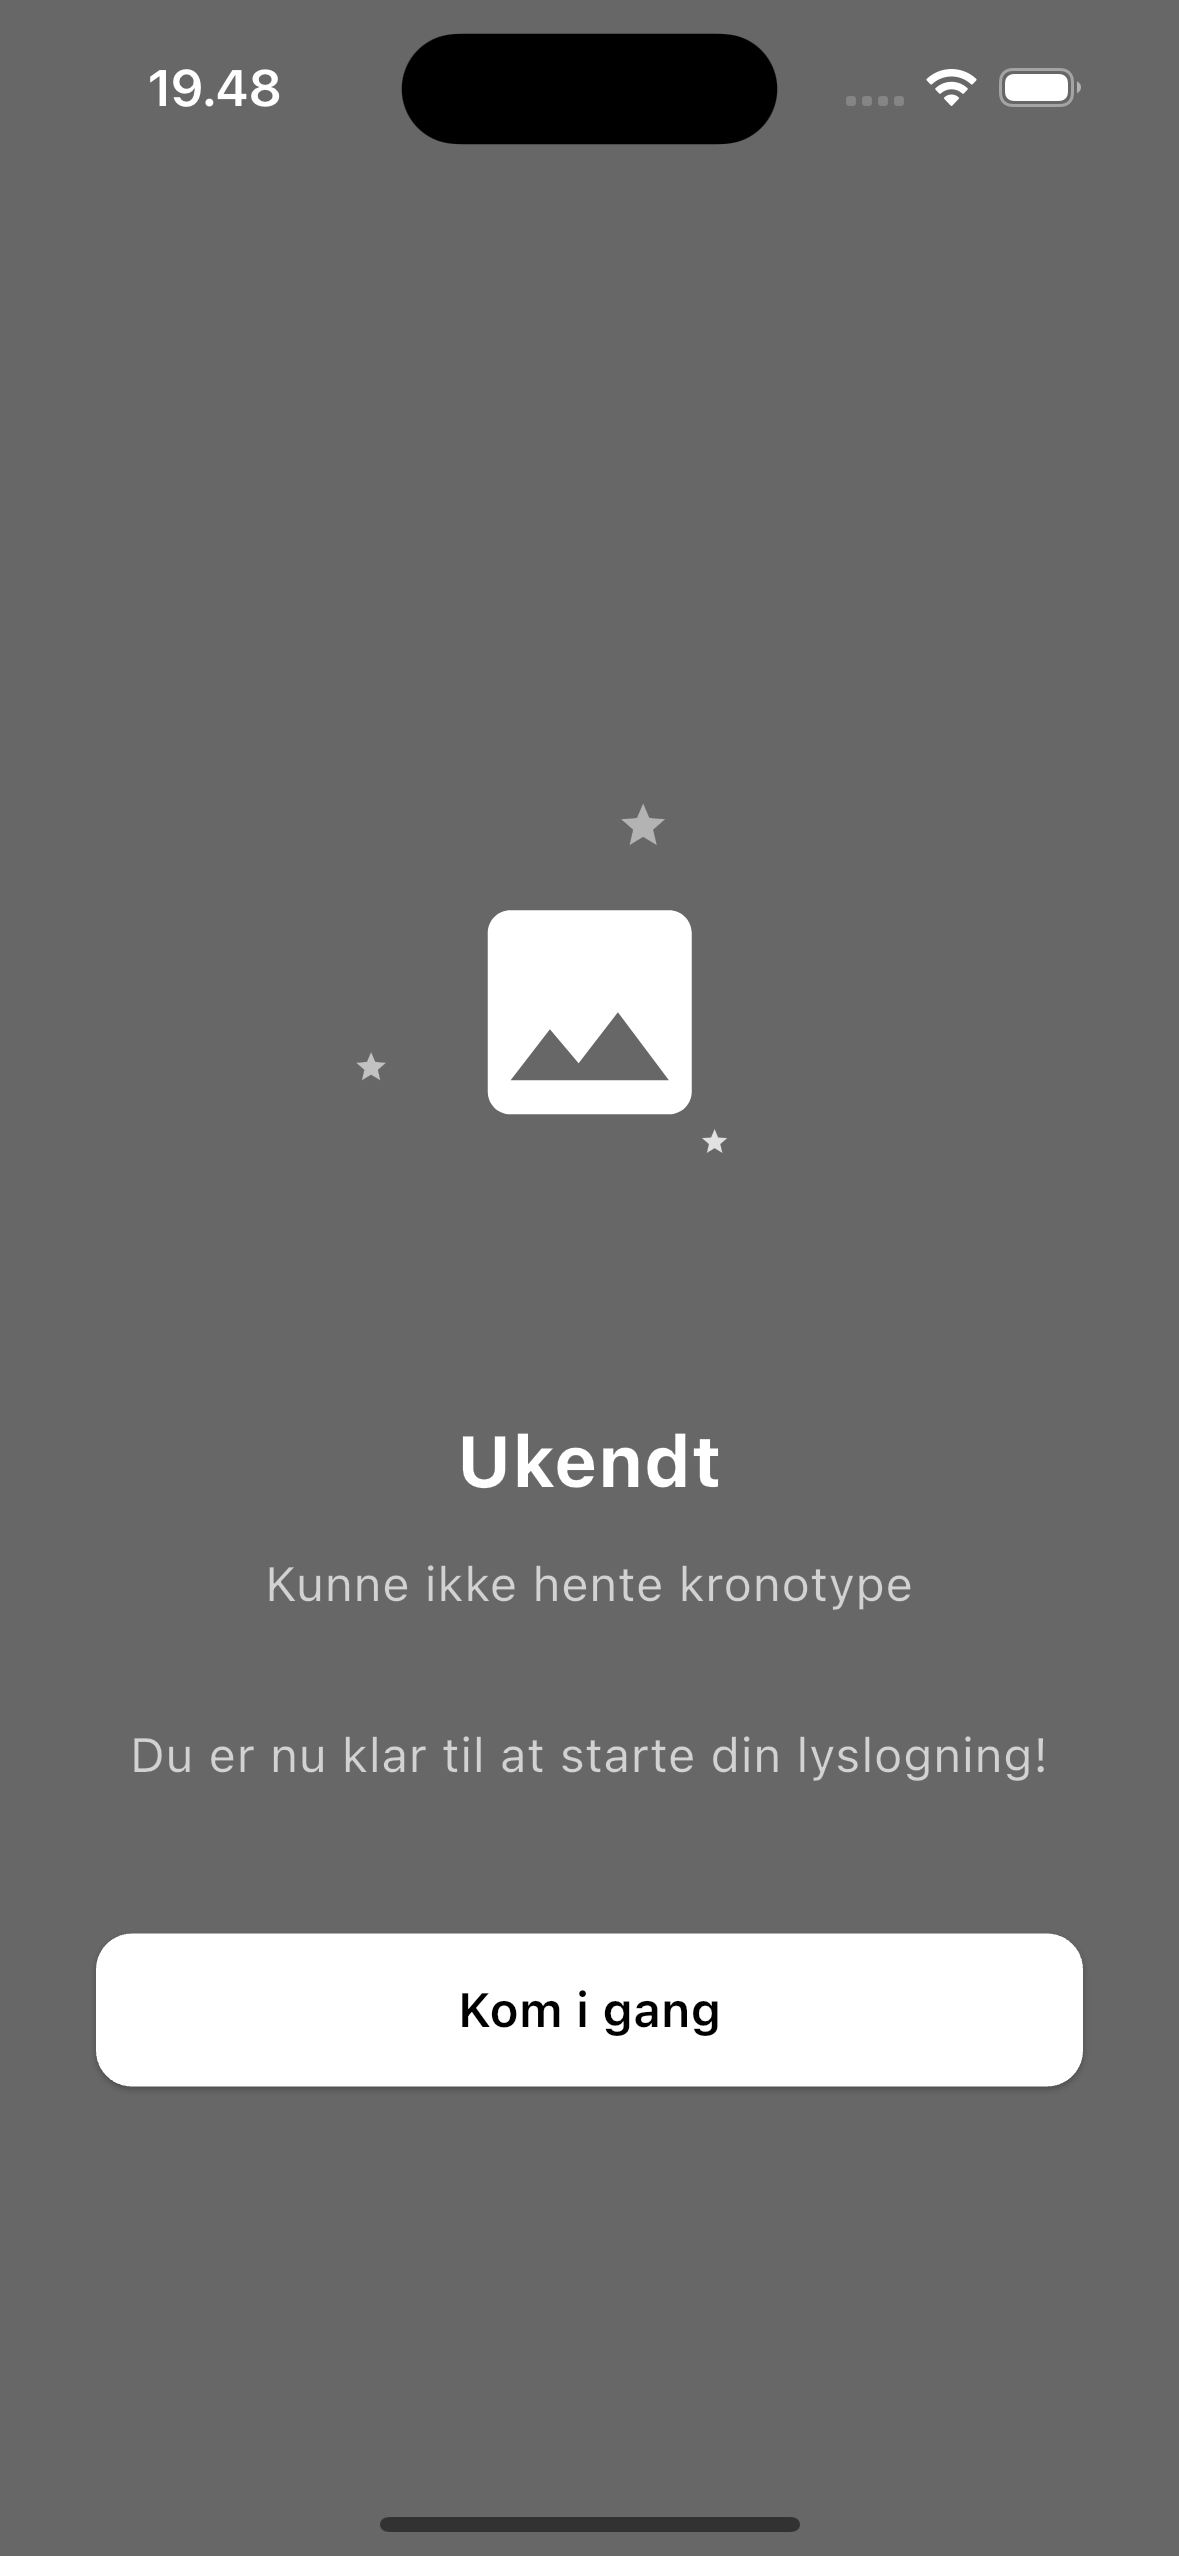 19.48
Ukendt
Kunne ikke hente kronotype
Du er nu klar til at starte din lyslogning!
Kom i gang